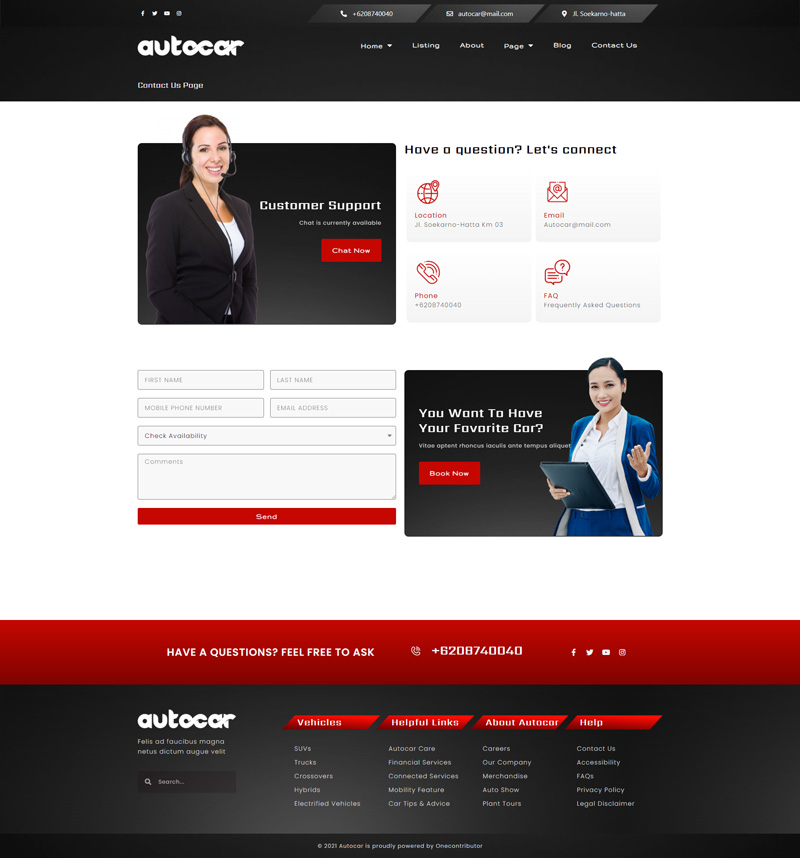 +6208740040
autocar@mail.com
Jl. Soekarno-hatta
autocar
Home
Listing
About
Page
Blog
Contact Us
Contact Us Page
Customer Support
Chat is currently available
Chat Now
Have a question? Let's connect
Location
Jl. Soekarno-Hatta Km 03
Email
Autocar@mail.com
Phone
+6208740040
FAQ
Frequently Asked Questions
FIRST NAME
LAST NAME
MOBILE PHONE NUMBER
EMAIL ADDRESS
Check Availability
Comments
Send
You Want To Have
Your Favorite Car?
Vitae aptent rhoncus iaculis ante tempus aliquet
Book Now
HAVE A QUESTIONS? FEEL FREE TO ASK
+6208740040
autocar
Felis ad faucibus magna
netus dictum augue velit
Search...
Vehicles
SUVs
Trucks
Crossovers
Hybrids
Electrified Vehicles
Helpful Links
Autocar Care
Financial Services
Connected Services
Mobility Feature
Car Tips & Advice
About Autocar
Careers
Our Company
Merchandise
Auto Show
Plant Tours
Help
Contact Us
Accessibility
FAQs
Privacy Policy
Legal Disclaimer
© 2021 Autocar is proudly powered by Onecontributor